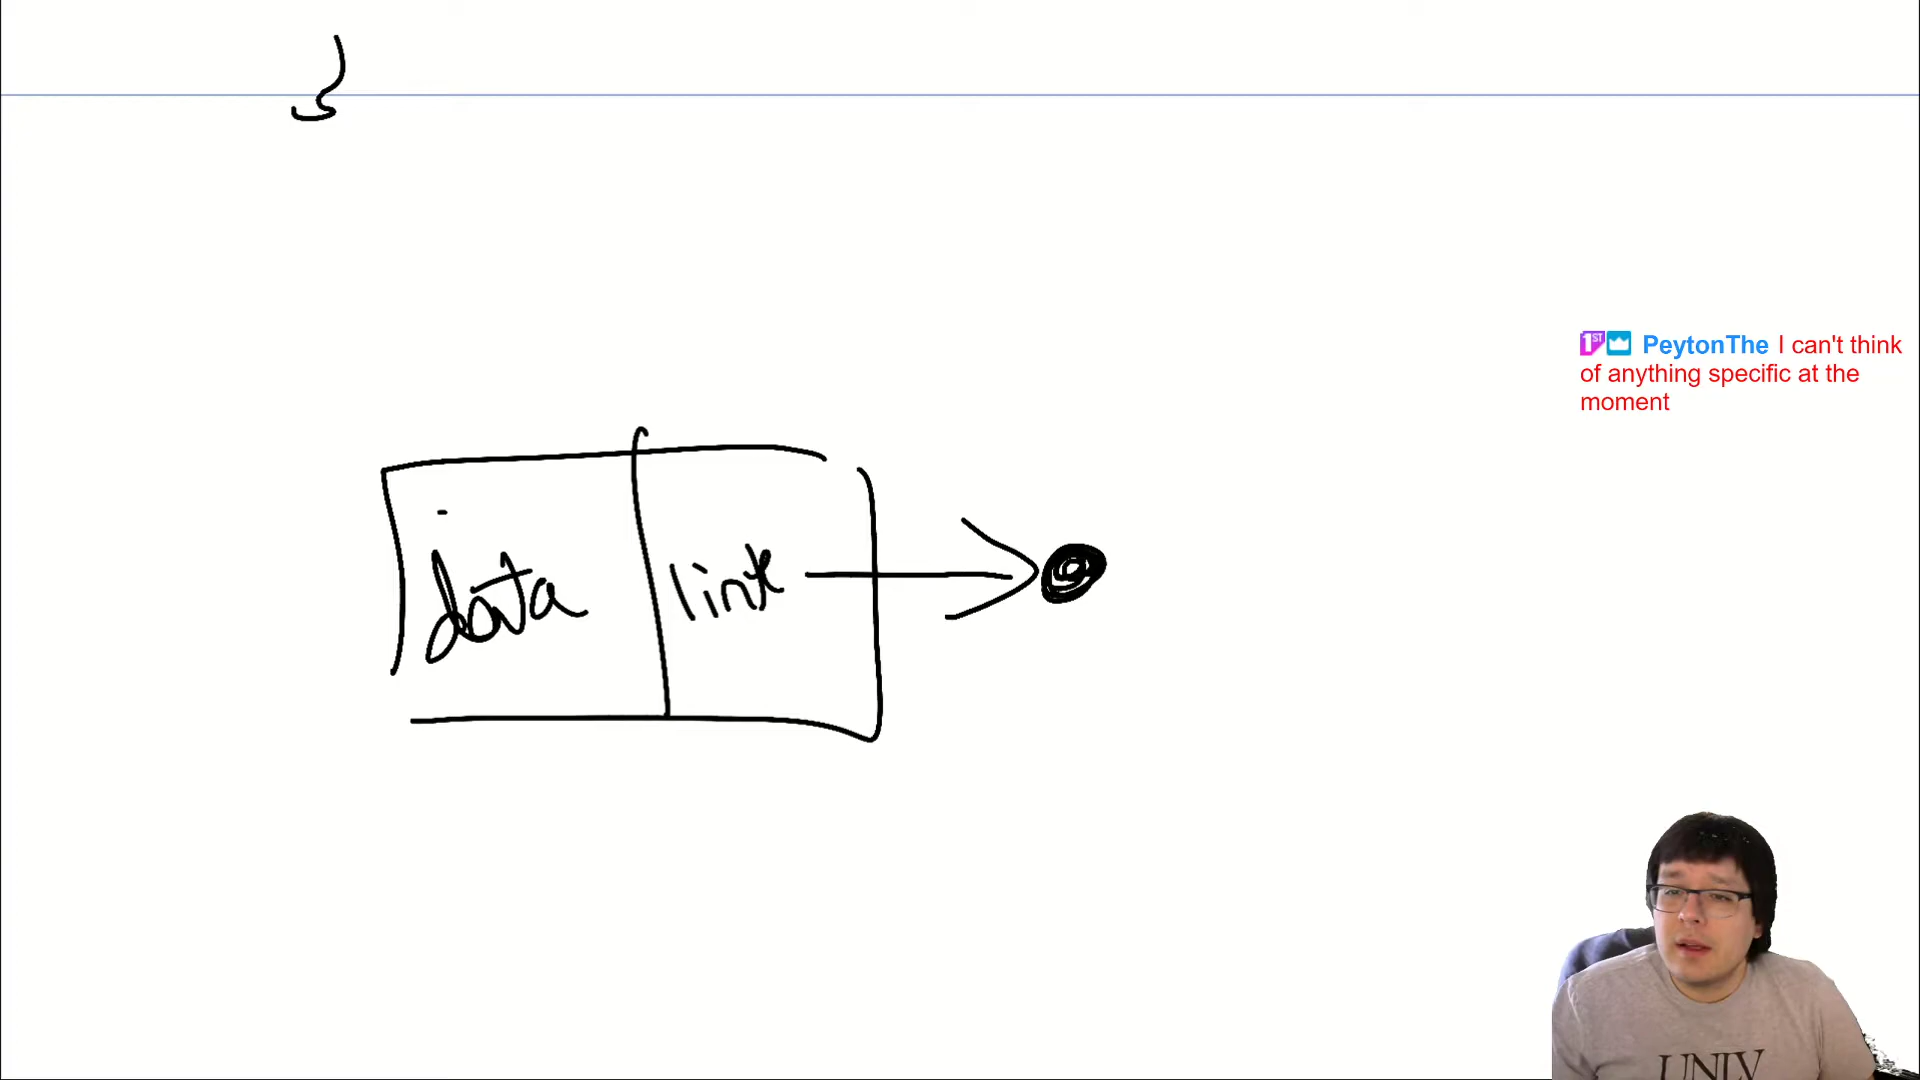 }
PeytonThe I can't think
of anything specific at the
moment
data link
UNLV